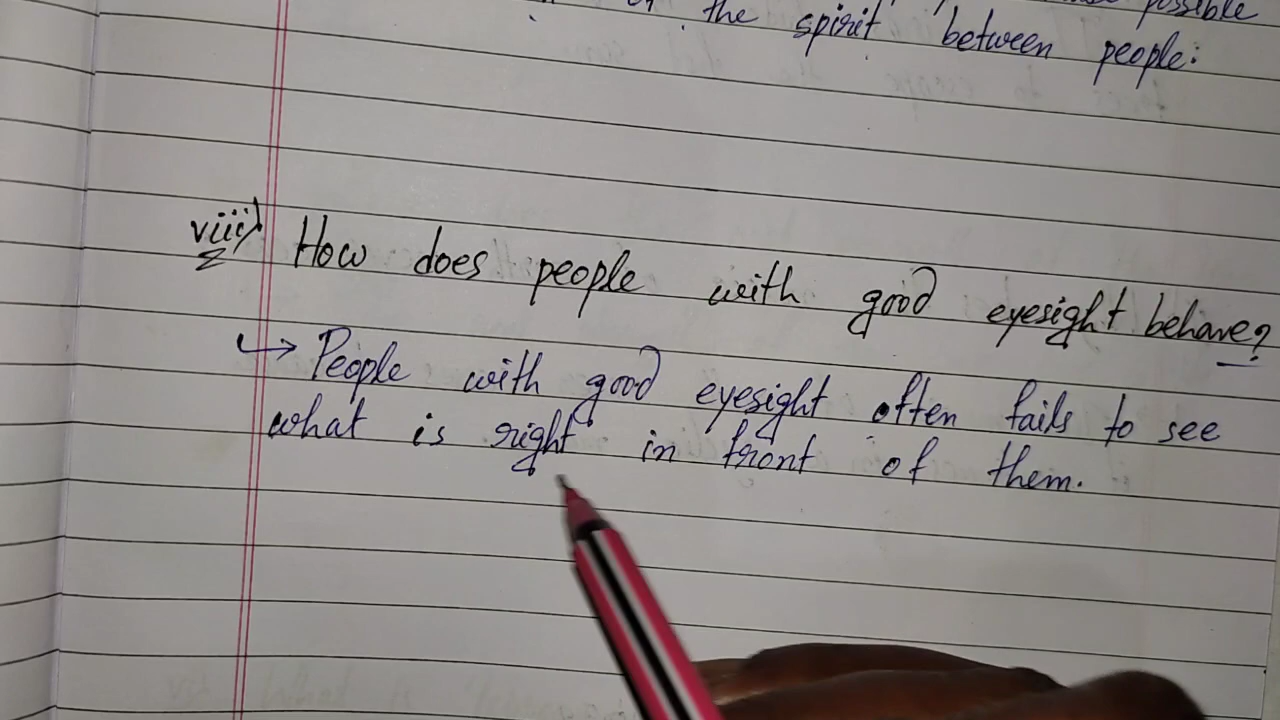 possible
the spirit between people:
viii) How does people with good eyesight behave?
↳ People with good eyesight often fails to see
what is right in front of them.